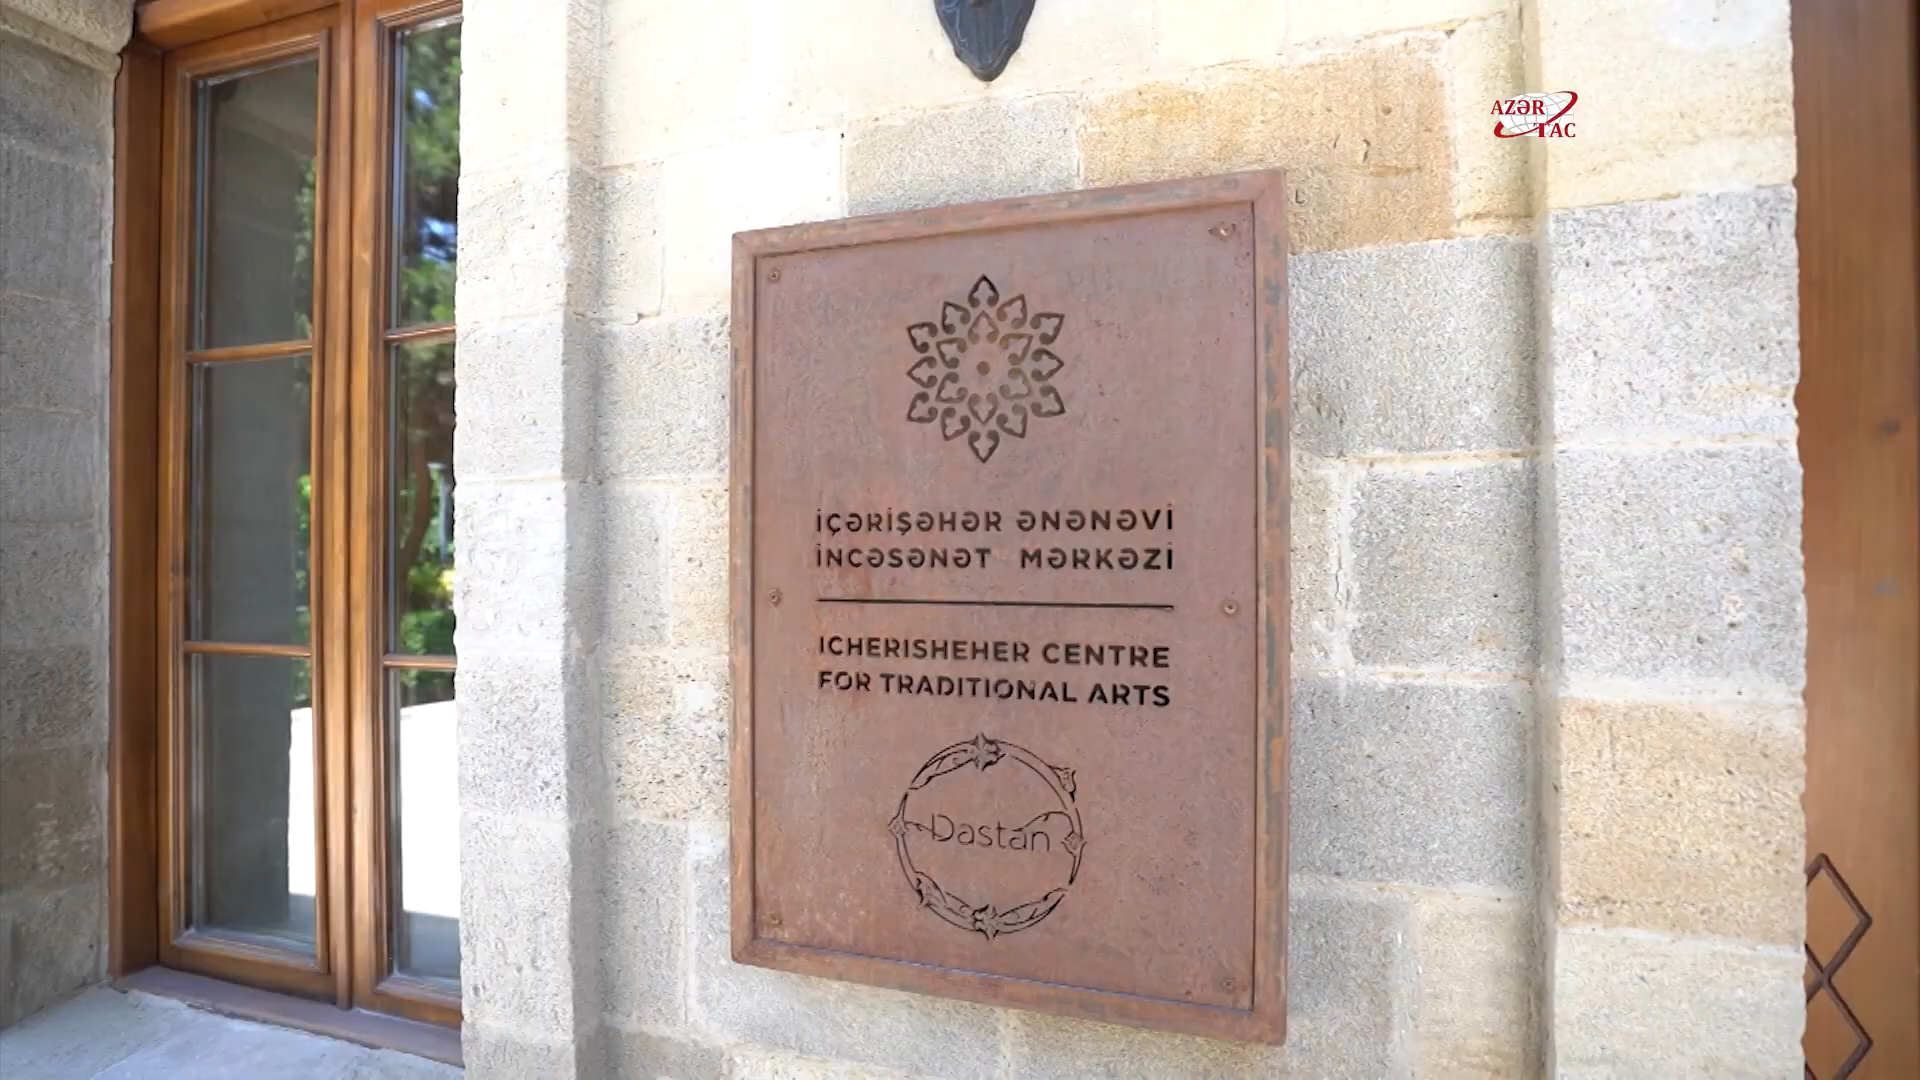 AZƏR
TAC
İÇƏRİŞƏHƏR ƏNƏNƏVİ
İNCƏSƏNƏT MƏRKƏZİ
ICHERISHEHER CENTRE
FOR TRADITIONAL ARTS
Dastan